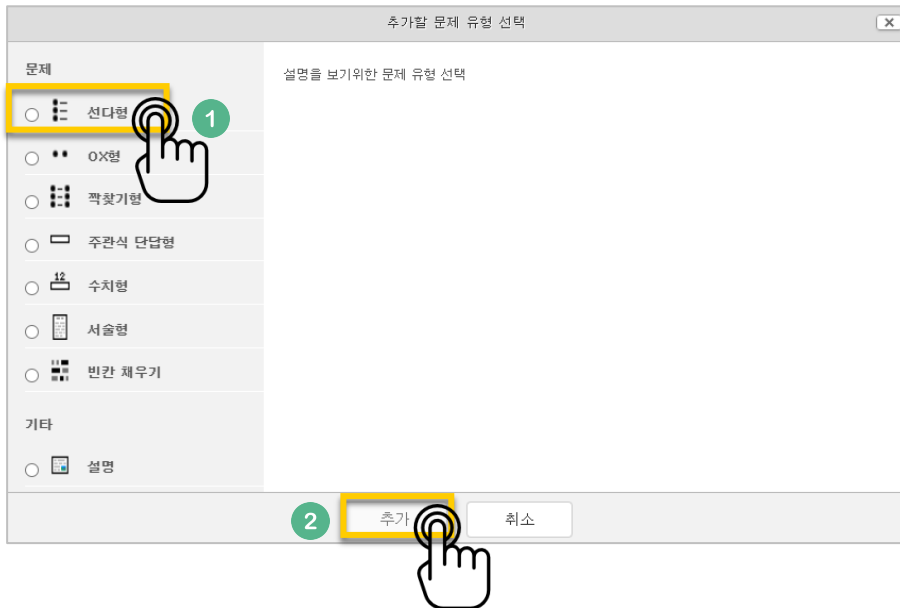 추가할 문제 유형 선택
문제
설명을 보기위한 문제 유형 선택
선다형
1
OX형
짝찾기형
주관식 단답형
12
수치형
서술형
빈칸 채우기
기타
설명
2
추가
취소